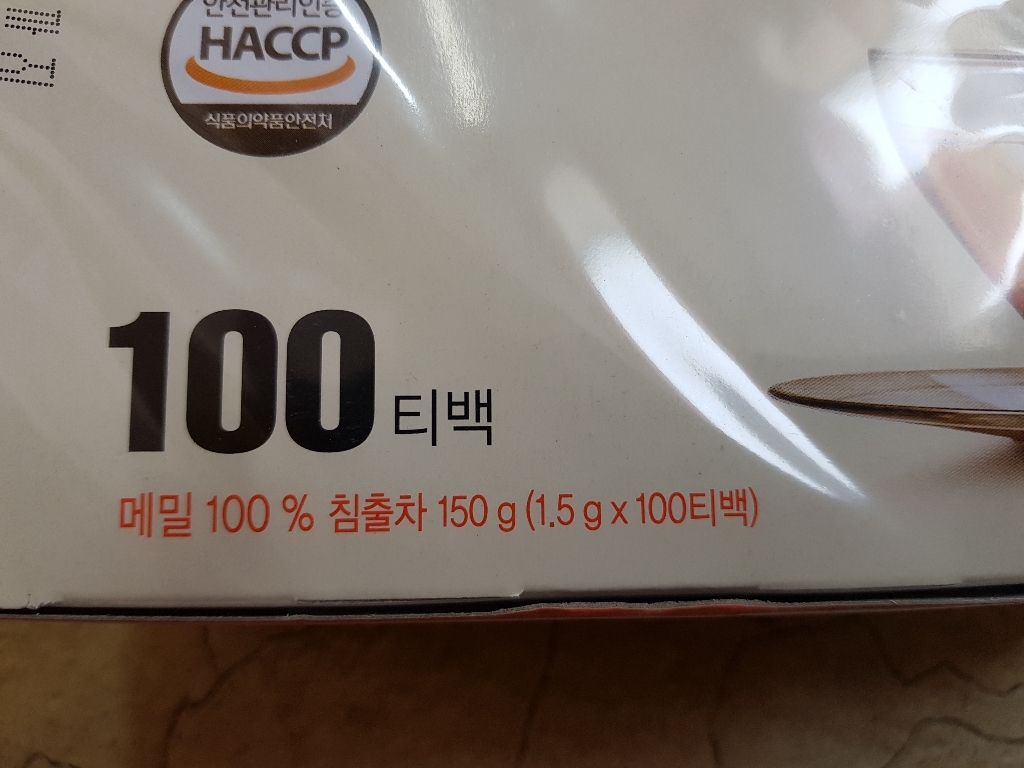 안전관리인증
HACCP
식품의약품안전처
100 티백
메밀 100 % 침출차 150 g (1.5 g x 100티백)